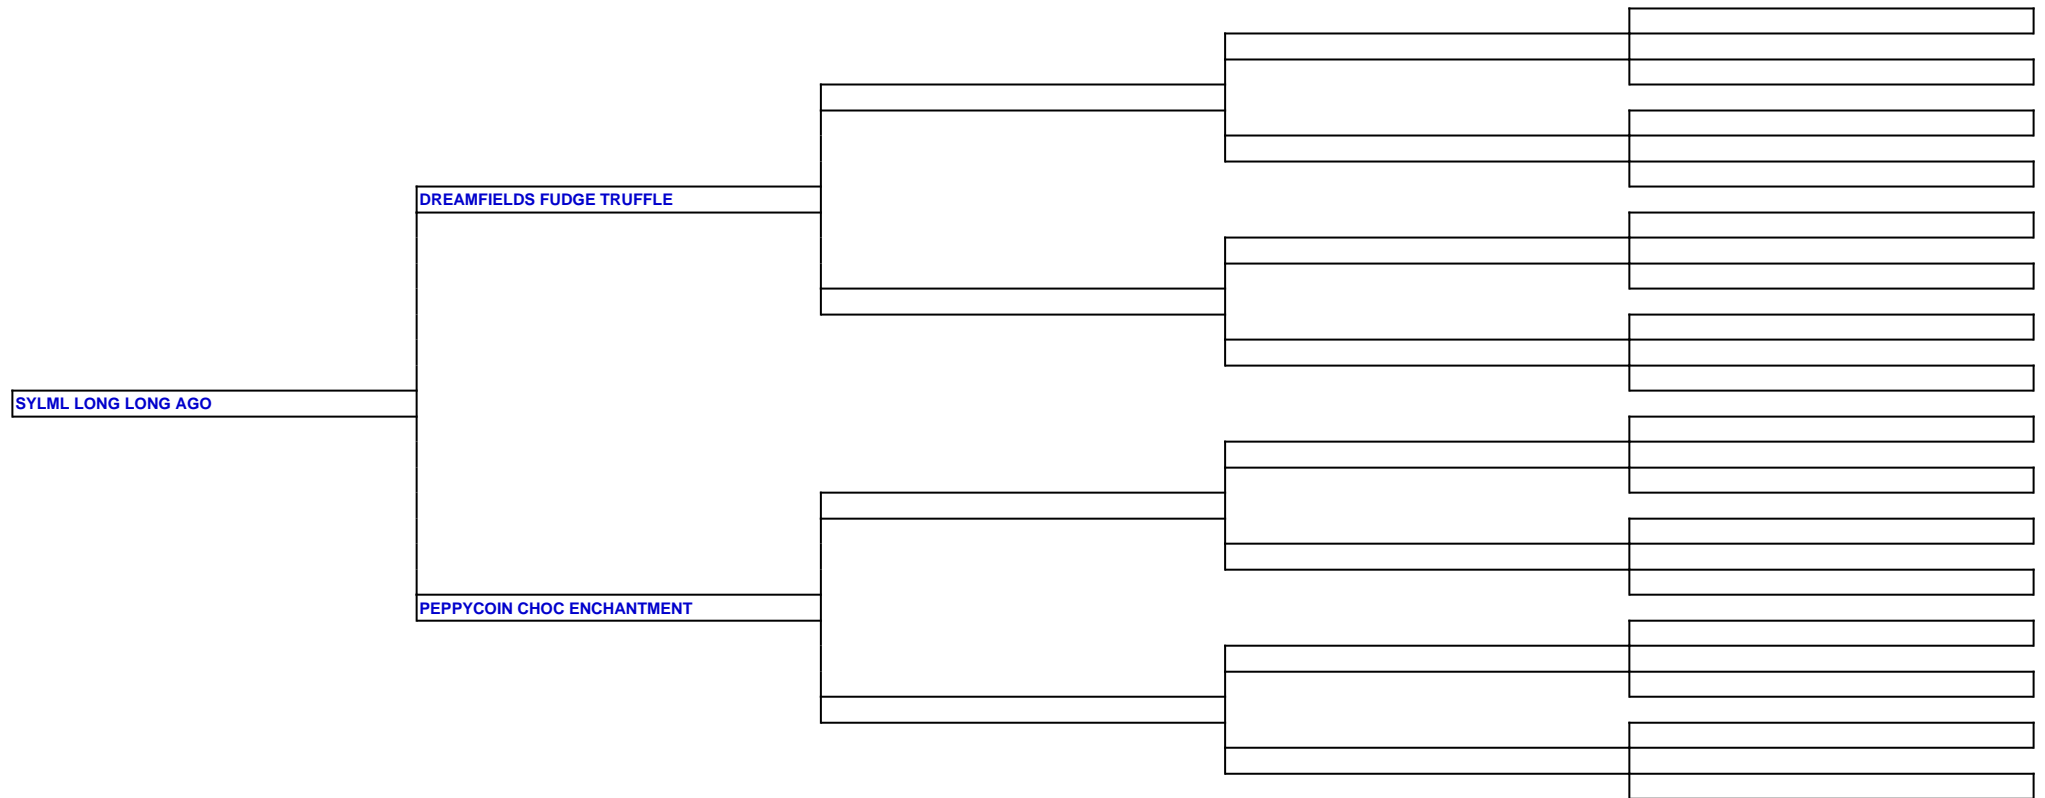 DREAMFIELDS FUDGE TRUFFLE
SYLML LONG LONG AGO
PEPPYCOIN CHOC ENCHANTMENT